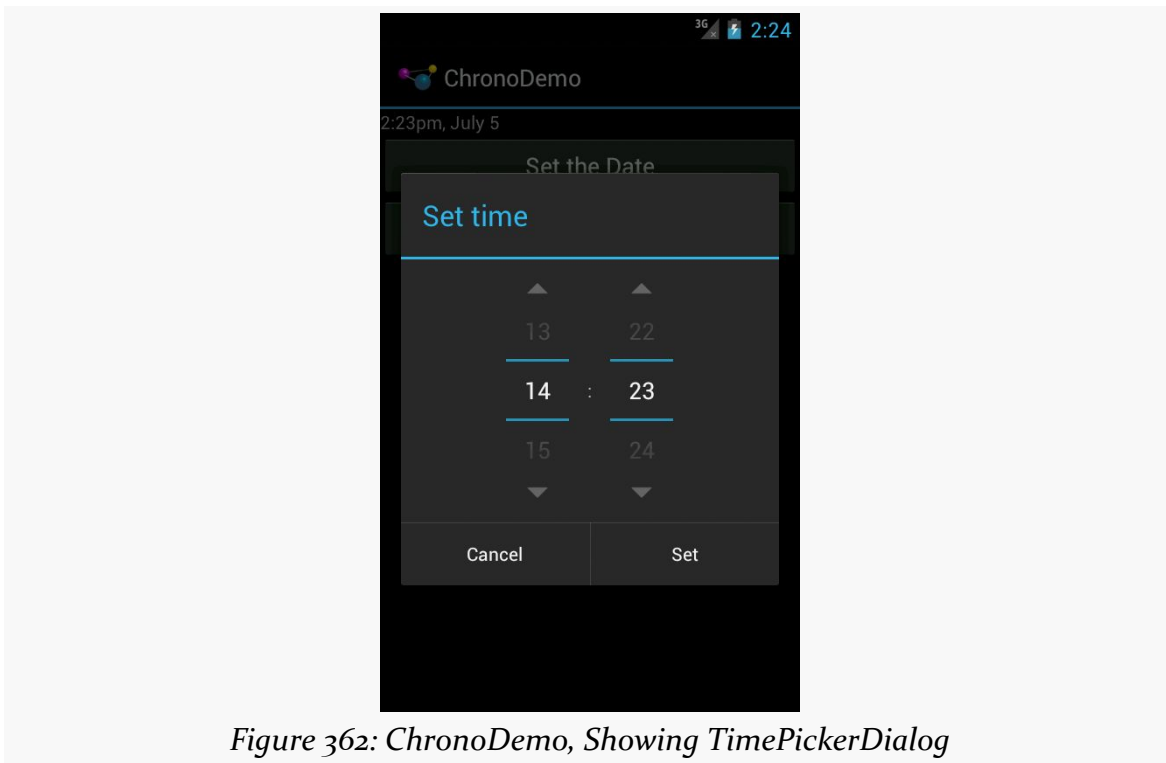 3G 2:24
ChronoDemo
2:23pm, July 5
Set the Date
Set time
13 22
14 : 23
15 24
Cancel Set
Figure 362: ChronoDemo, Showing TimePickerDialog